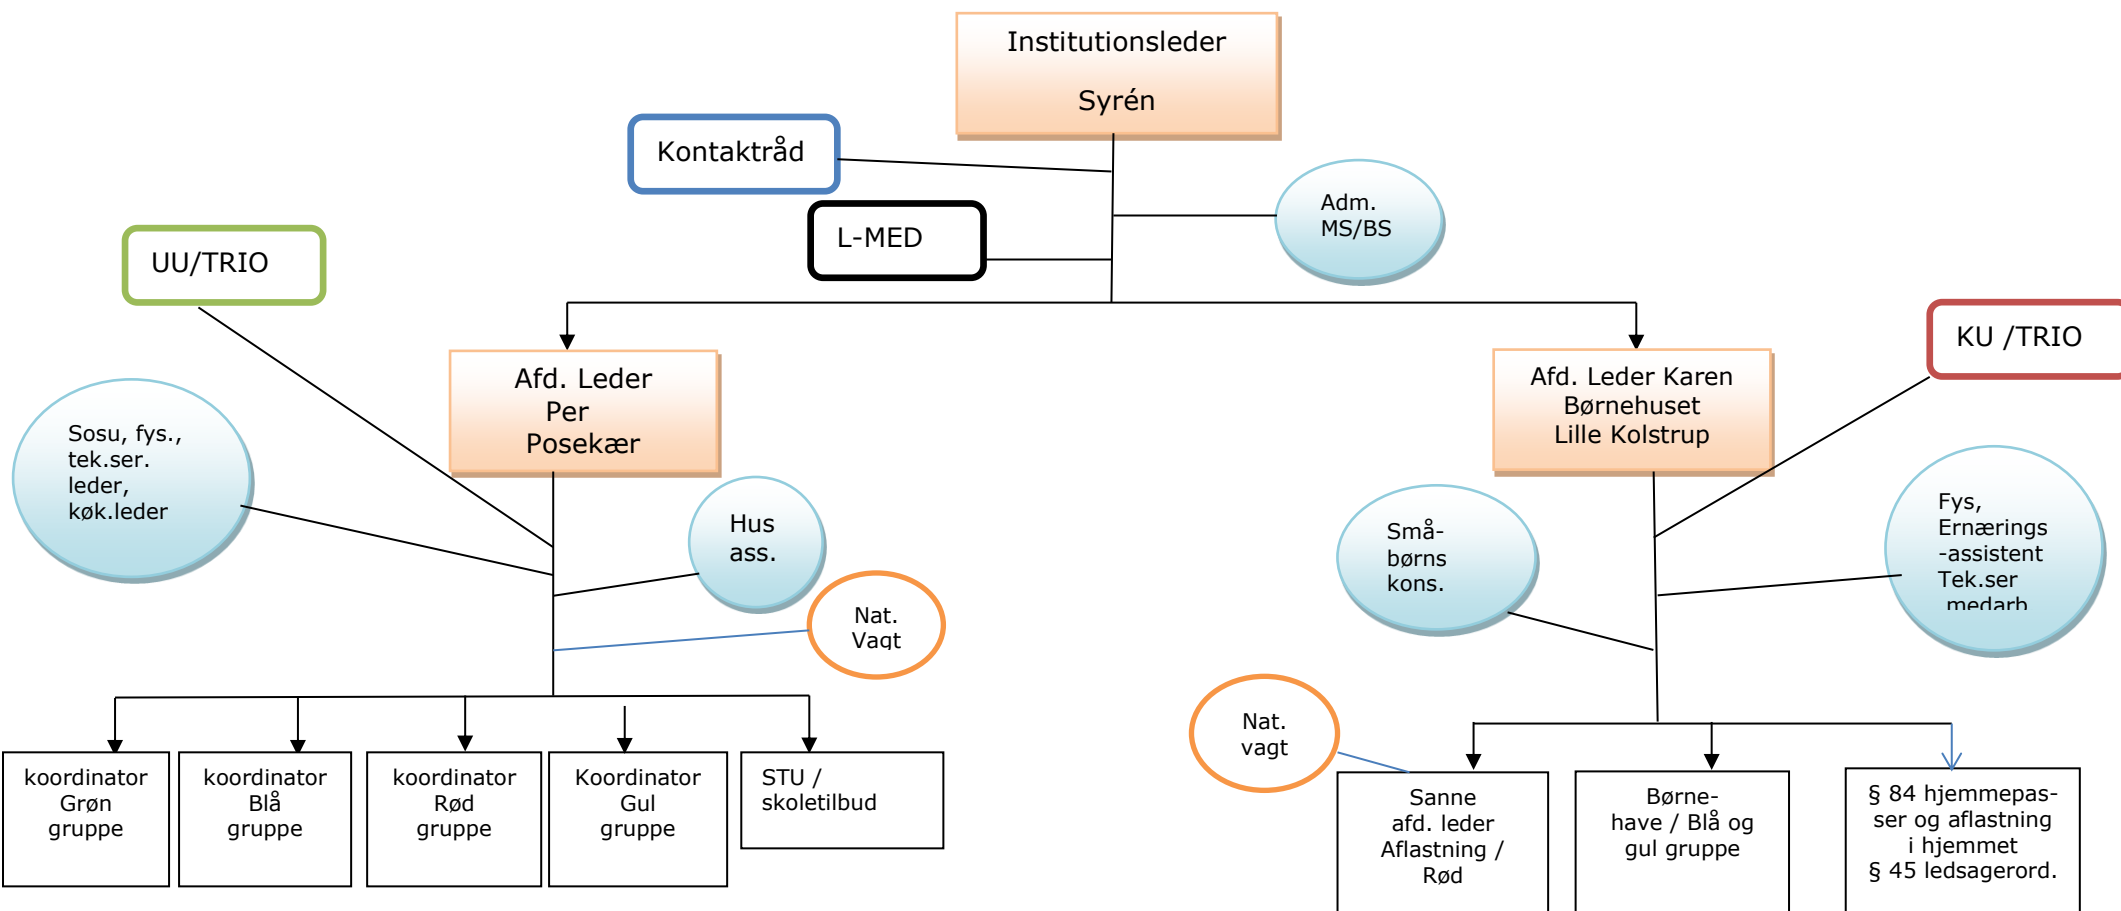 Institutionsleder
Syrén
Kontaktråd
Adm.
MS/BS
L-MED
UU/TRIO
KU /TRIO
Afd. Leder
Per
Posekær
Afd. Leder Karen
Børnehuset
Lille Kolstrup
Sosu, fys.,
tek.ser.
leder,
køk.leder
Hus
ass.
Nat.
Vagt
Små-
børns
kons.
Fys,
Ernærings
-assistent
Tek.ser
medarb
Nat.
vagt
koordinator
Grøn
gruppe
koordinator
Blå
gruppe
koordinator
Rød
gruppe
Koordinator
Gul
gruppe
STU /
skoletilbud
Sanne
afd. leder
Aflastning /
Rød
Børne-
have / Blå og
gul gruppe
§ 84 hjemmepas-
ser og aflastning
i hjemmet
§ 45 ledsagerord.